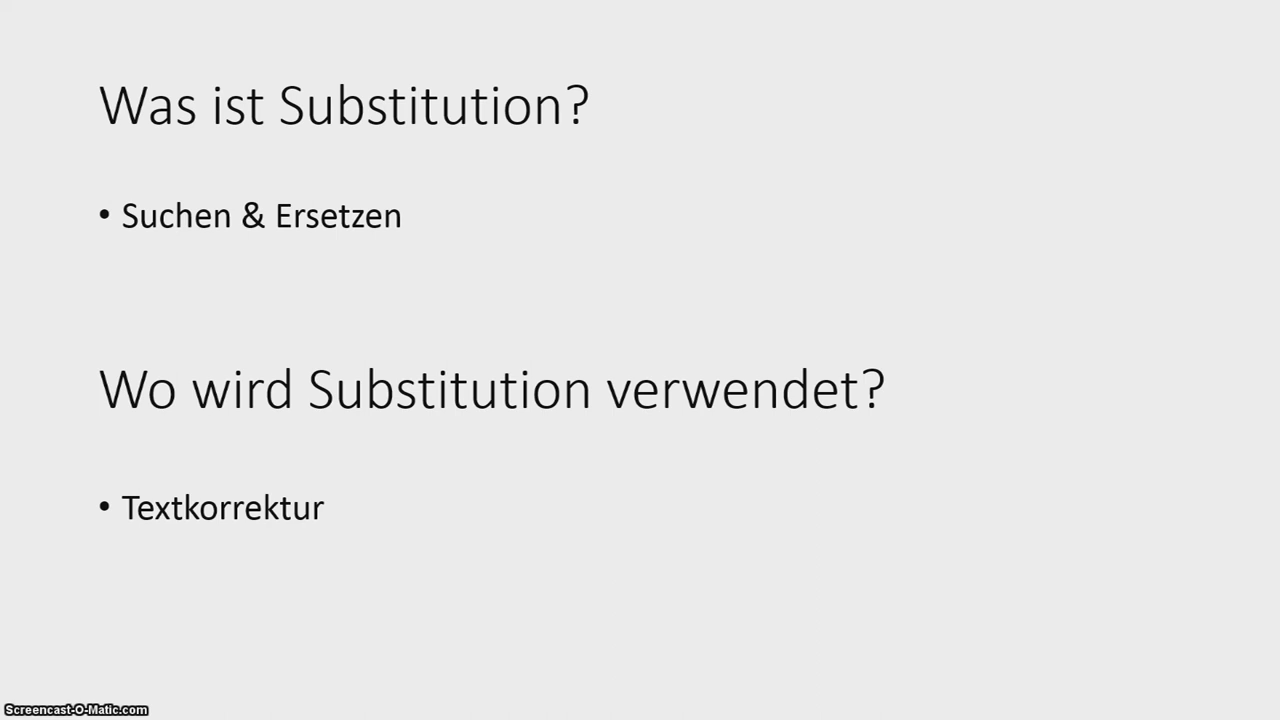 Was ist Substitution?
• Suchen & Ersetzen
Wo wird Substitution verwendet?
• Textkorrektur
Screencast-O-Matic.com